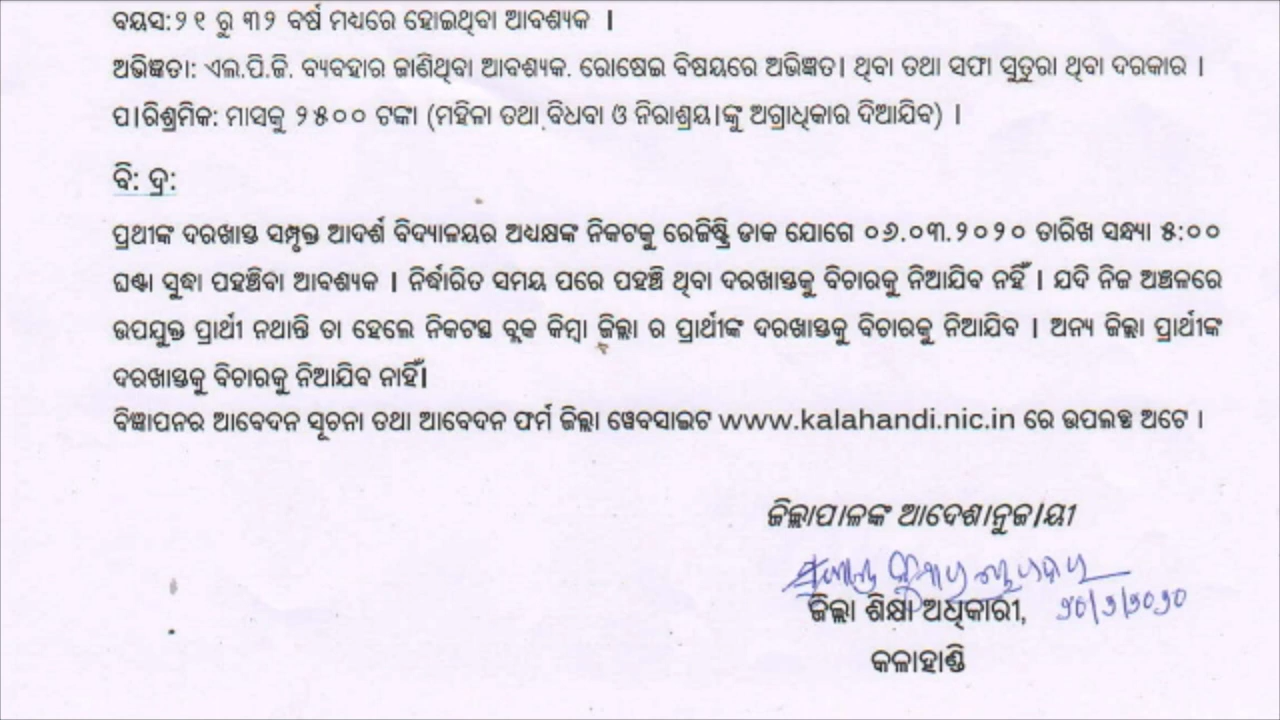 ବୟସ:୨୧ ରୁ ୩୨ ବର୍ଷ ମଧ୍ୟରେ ହୋଇଥିବା ଆବଶ୍ୟକ ।
ଅଭିଜ୍ଞତା: ଏଲ.ପି.ଜି. ବ୍ୟବହାର ଜାଣିଥିବା ଆବଶ୍ୟକ. ରୋଷେଇ ବିଷୟରେ ଅଭିଜ୍ଞତା ଥିବା ତଥା ସଫା ସୁତୁରା ଥିବା ଦରକାର ।
ପାରିଶ୍ରମିକ: ମାସକୁ ୨୫୦୦ ଟଙ୍କା (ମହିଳା ତଥା ବିଧବା ଓ ନିରାଶ୍ରୟାଙ୍କୁ ଅଗ୍ରାଧିକାର ଦିଆଯିବ) ।
ବି: ଦ୍ର:
ପ୍ରଥୀଙ୍କ ଦରଖାସ୍ତ ସମ୍ପୃକ୍ତ ଆଦର୍ଶ ବିଦ୍ୟାଳୟର ଅଧ୍ୟକ୍ଷଙ୍କ ନିକଟକୁ ରେଜିଷ୍ଟ୍ରି ଡାକ ଯୋଗେ ୦୬.୦୩.୨୦୨୦ ତାରିଖ ସନ୍ଧ୍ୟା ୫:୦୦
ଘଣ୍ଟା ସୁଦ୍ଧା ପହଞ୍ଚିବା ଆବଶ୍ୟକ । ନିର୍ଦ୍ଧାରିତ ସମୟ ପରେ ପହଞ୍ଚି ଥିବା ଦରଖାସ୍ତକୁ ବିଚାରକୁ ନିଆଯିବ ନହିଁ । ଯଦି ନିଜ ଅଞ୍ଚଳରେ
ଉପଯୁକ୍ତ ପ୍ରାର୍ଥୀ ନଥାନ୍ତି ତା ହେଲେ ନିକଟସ୍ଥ ବ୍ଲକ କିମ୍ବା ଜିଲ୍ଲା ର ପ୍ରାର୍ଥୀଙ୍କ ଦରଖାସ୍ତକୁ ବିଚାରକୁ ନିଆଯିବ । ଅନ୍ୟ ଜିଲ୍ଲା ପ୍ରାର୍ଥୀଙ୍କ
ଦରଖାସ୍ତକୁ ବିଚାରକୁ ନିଆଯିବ ନାହିଁ।
ବିଜ୍ଞାପନର ଆବେଦନ ସୂଚନା ତଥା ଆବେଦନ ଫର୍ମ ଜିଲ୍ଲା ୱେବସାଇଟ www.kalahandi.nic.in ରେ ଉପଲବ୍ଧ ଅଟେ ।
ଜିଲ୍ଲାପାଳଙ୍କ ଆଦେଶାନୁଜାୟୀ
ଜିଲ୍ଲା ଶିକ୍ଷା ଅଧିକାରୀ,
କଳାହାଣ୍ଡି